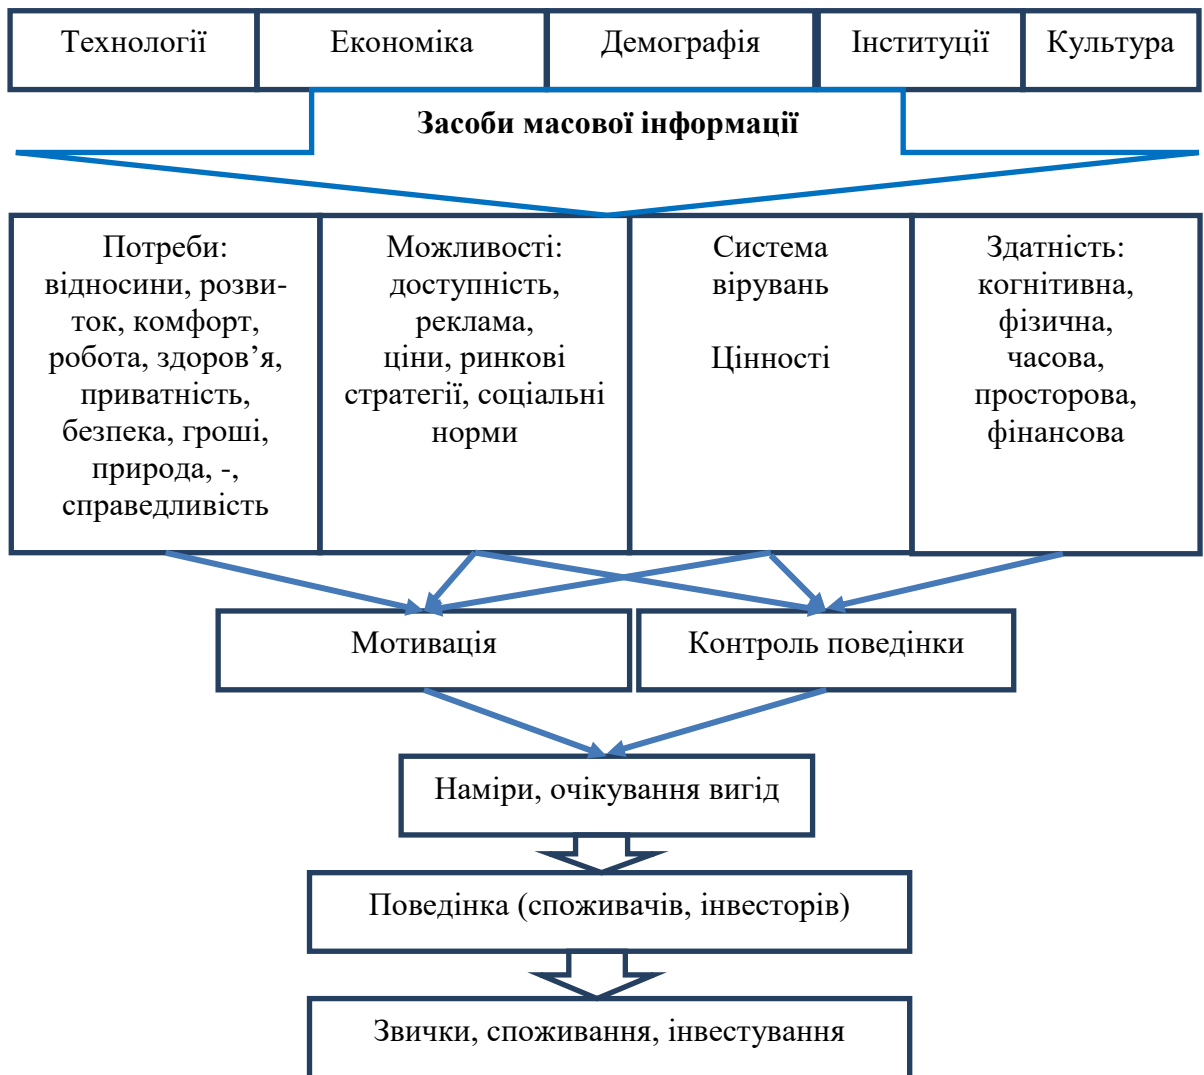 Технології
Економіка
Демографія
Інституції
Культура
Засоби масової інформації
Потреби:
відносини, розви-
ток, комфорт,
робота, здоров’я,
приватність,
безпека, гроші,
природа, -,
справедливість
Можливості:
доступність,
реклама,
ціни, ринкові
стратегії, соціальні
норми
Система
вірувань
Цінності
Здатність:
когнітивна,
фізична,
часова,
просторова,
фінансова
Мотивація
Контроль поведінки
Наміри, очікування вигід
Поведінка (споживачів, інвесторів)
Звички, споживання, інвестування